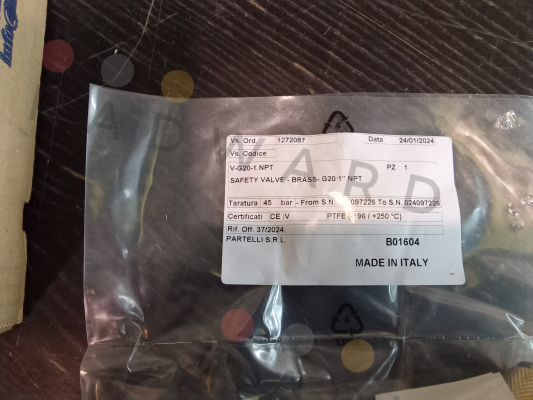 Vs. Ord 1272087 Data 24/01/2024
Vs. Codice
V-G20-1 NPT PZ 1
SAFETY VALVE - BRASS- G20 1" NPT
Taratura 45 bar - From S.N. 097226 To S.N. 024097226
Certificati CE IV PTFE 96 / +250 °C)
Rif. Off. 37/2024
PARTELLI S.R.L. B01604
MADE IN ITALY